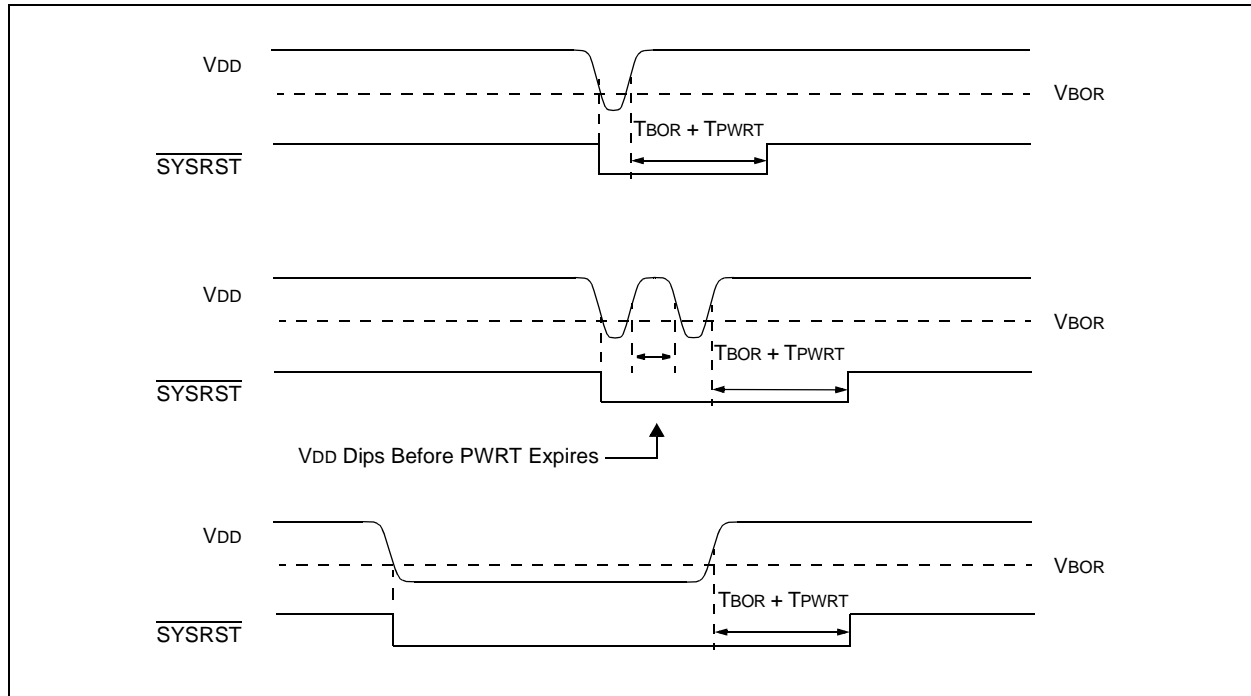 VDD
VBOR
TBOR + TPWRT
SYSRST
VDD
VBOR
TBOR + TPWRT
SYSRST
VDD Dips Before PWRT Expires
VDD
VBOR
TBOR + TPWRT
SYSRST